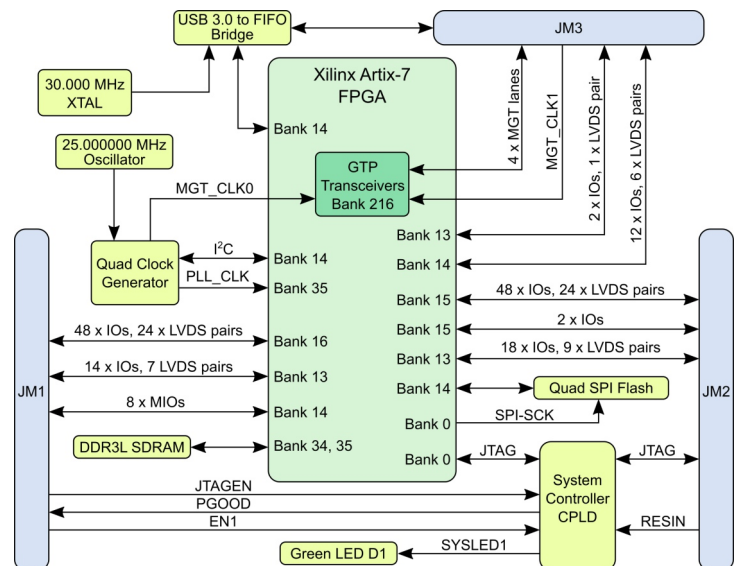 USB 3.0 to FIFO
Bridge
JM3
Xilinx Artix-7
FPGA
30.000 MHz
XTAL
4 x MGT lanes
MGT_CLK1
2 x IOs, 1 x LVDS pair
12 x IOs, 6 x LVDS pairs
Bank 14
25.000000 MHz
Oscillator
GTP
Transceivers
Bank 216
MGT_CLK0
Bank 13
Quad Clock
Generator
I²C
Bank 14
Bank 14
PLL_CLK
Bank 35
Bank 15
48 x IOs, 24 x LVDS pairs
48 x IOs, 24 x LVDS pairs
Bank 16
Bank 15
2 x IOs
14 x IOs, 7 LVDS pairs
Bank 13
Bank 13
18 x IOs, 9 x LVDS pairs
JM1
8 x MIOs
Bank 14
Bank 14
Quad SPI Flash
JM2
Bank 0
SPI-SCK
DDR3L SDRAM
Bank 34, 35
Bank 0
JTAG
JTAG
System
Controller
CPLD
JTAGEN
PGOOD
EN1
RESIN
Green LED D1
SYSLED1